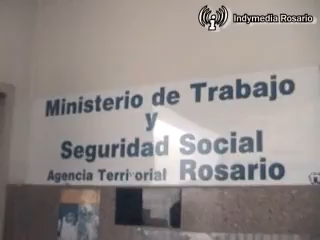 Indymedia Rosario
Ministerio de Trabajo
y
Seguridad Social
Agencia Territorial Rosario